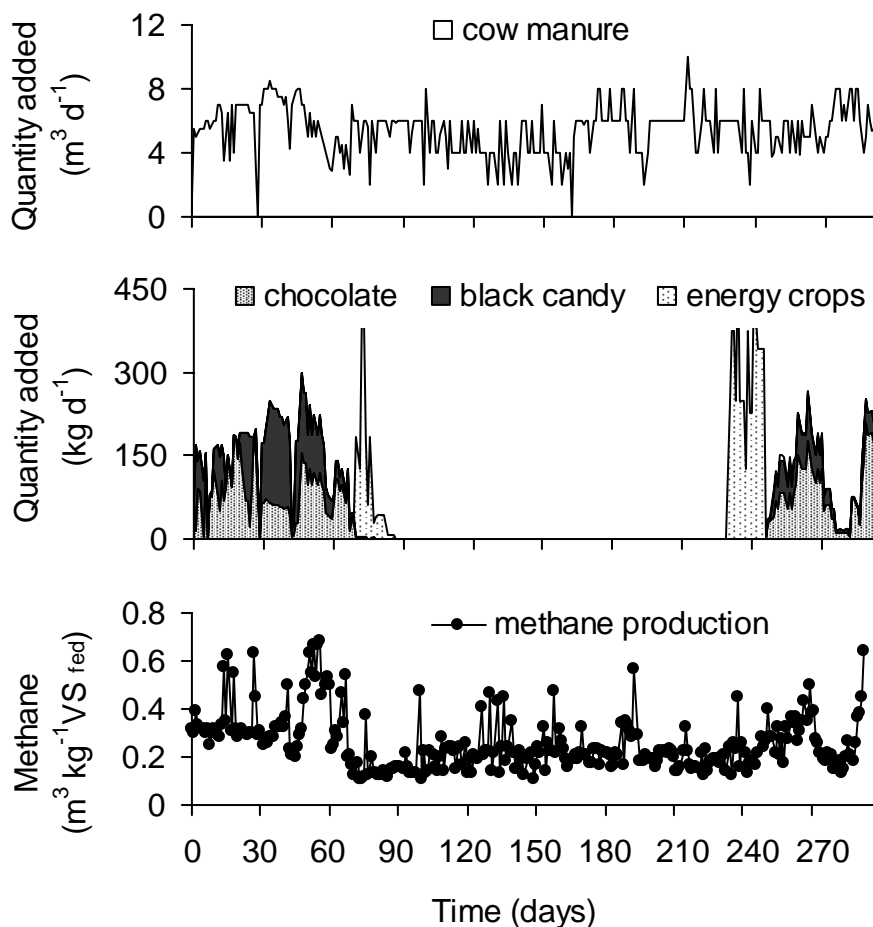 12
8
4
0
Quantity added
(m³ d⁻¹)
cow manure
450
300
150
0
Quantity added
(kg d⁻¹)
chocolate black candy energy crops
0.8
0.6
0.4
0.2
0
Methane
(m³ kg⁻¹VS fed)
methane production
0 30 60 90 120 150 180 210 240 270
Time (days)